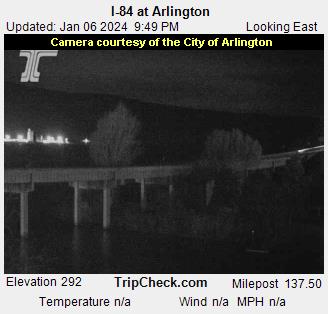 I-84 at Arlington
Updated: Jan 06 2024  9:49 PM Looking East
Camera courtesy of the City of Arlington
Elevation 292 TripCheck.com Milepost 137.50
Temperature n/a Wind n/a MPH n/a